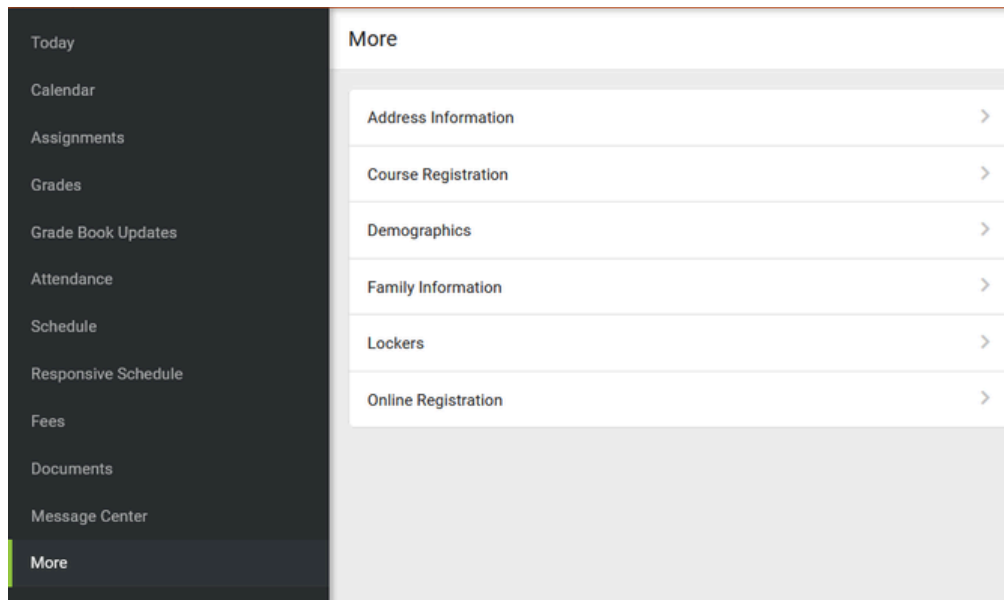 Today
Calendar
Assignments
Grades
Grade Book Updates
Attendance
Schedule
Responsive Schedule
Fees
Documents
Message Center
More
More
Address Information
Course Registration
Demographics
Family Information
Lockers
Online Registration